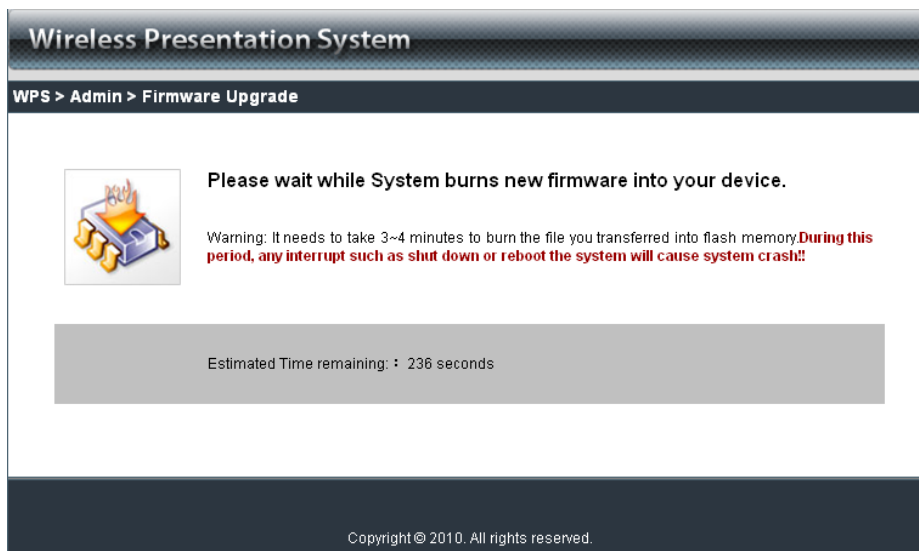 Wireless Presentation System
WPS > Admin > Firmware Upgrade
Please wait while System burns new firmware into your device.
Warning: It needs to take 3~4 minutes to burn the file you transferred into flash memory.During this
period, any interrupt such as shut down or reboot the system will cause system crash!!
Estimated Time remaining: : 236 seconds
Copyright © 2010. All rights reserved.